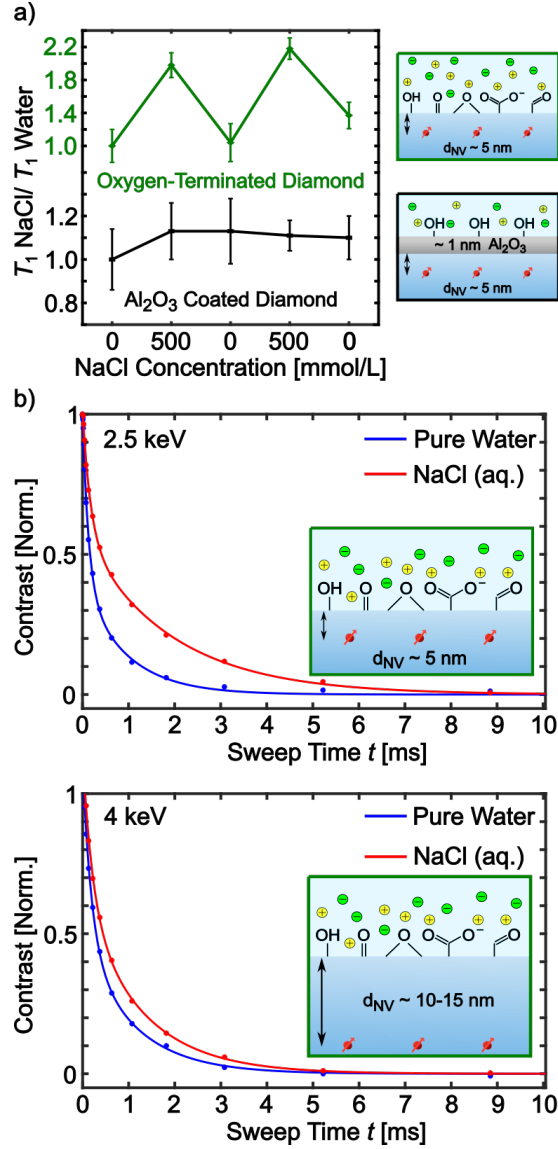 a)
T₁ NaCl/ T₁ Water
2.2
1.8
1.4
1.0
Oxygen-Terminated Diamond
1.2
1.0
0.8
Al₂O₃ Coated Diamond
0 500 0 500 0
NaCl Concentration [mmol/L]
OH O O O O⁻ O
d_NV ~ 5 nm
OH OH OH
~ 1 nm Al₂O₃
d_NV ~ 5 nm
b)
Contrast [Norm.]
1
0.5
0
2.5 keV
Pure Water
NaCl (aq.)
OH O O O O⁻ O
d_NV ~ 5 nm
0 1 2 3 4 5 6 7 8 9 10
Sweep Time t [ms]
Contrast [Norm.]
1
0.5
0
4 keV
Pure Water
NaCl (aq.)
OH O O O O⁻ O
d_NV ~ 10-15 nm
0 1 2 3 4 5 6 7 8 9 10
Sweep Time t [ms]